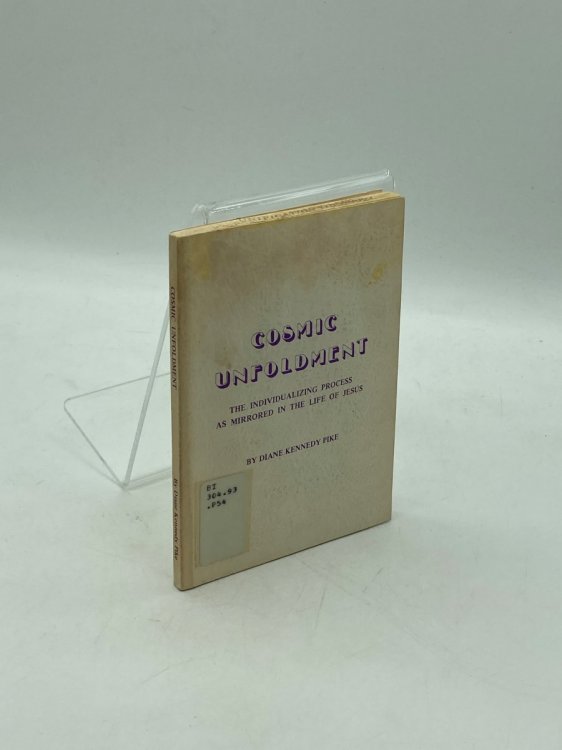 COSMIC
UNFOLDMENT
THE INDIVIDUALIZING PROCESS
AS MIRRORED IN THE LIFE OF JESUS
BY DIANE KENNEDY PIKE
BT
304.93
.P54
COSMIC UNFOLDMENT
By Diane Kennedy Pike